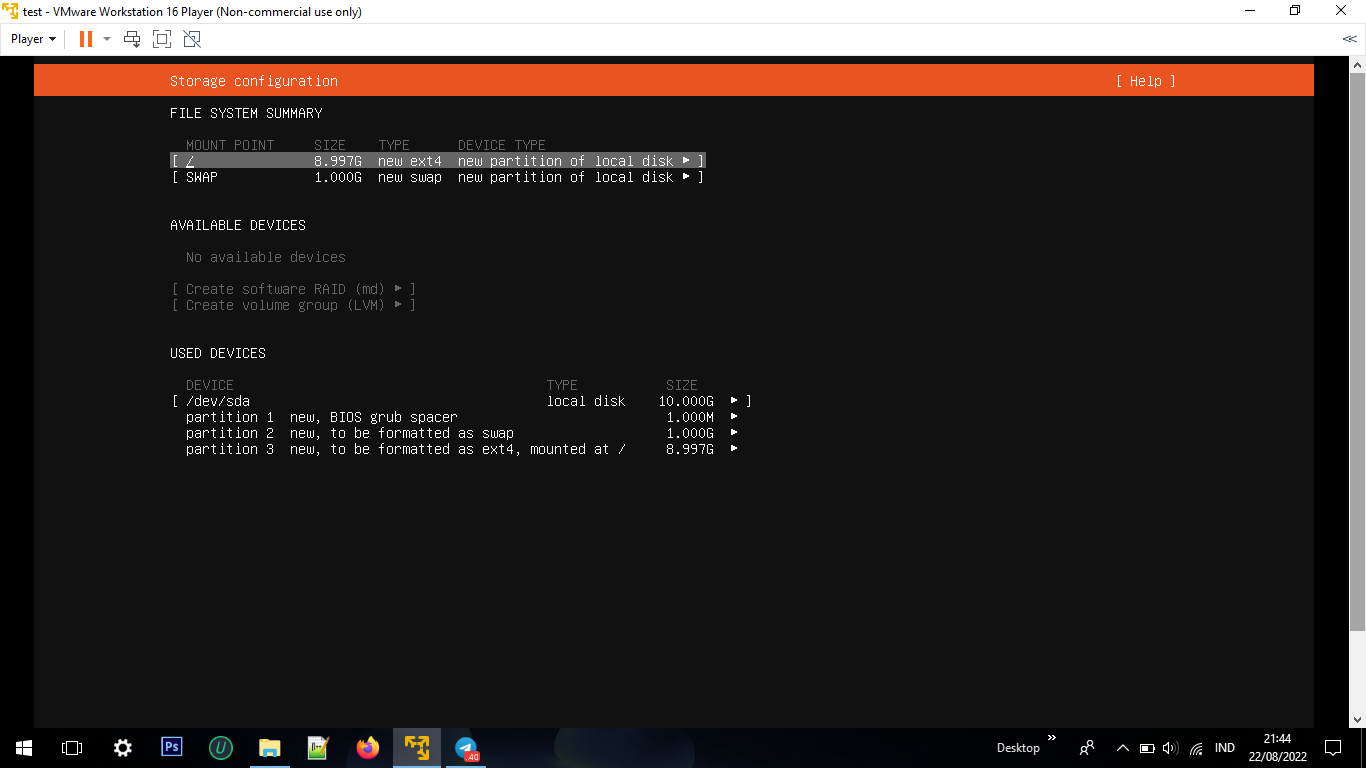 test - VMware Workstation 16 Player (Non-commercial use only)
Player
Storage configuration [ Help ]
FILE SYSTEM SUMMARY
MOUNT POINT SIZE TYPE DEVICE TYPE
[ / 8.997G new ext4 new partition of local disk ▸ ]
[ SWAP 1.000G new swap new partition of local disk ▸ ]
AVAILABLE DEVICES
No available devices
[ Create software RAID (md) ▸ ]
[ Create volume group (LVM) ▸ ]
USED DEVICES
DEVICE TYPE SIZE
[ /dev/sda local disk 10.000G ▸ ]
partition 1 new, BIOS grub spacer 1.000M ▸
partition 2 new, to be formatted as swap 1.000G ▸
partition 3 new, to be formatted as ext4, mounted at / 8.997G ▸
Ps
U
.40
Desktop
IND
21:44
22/08/2022